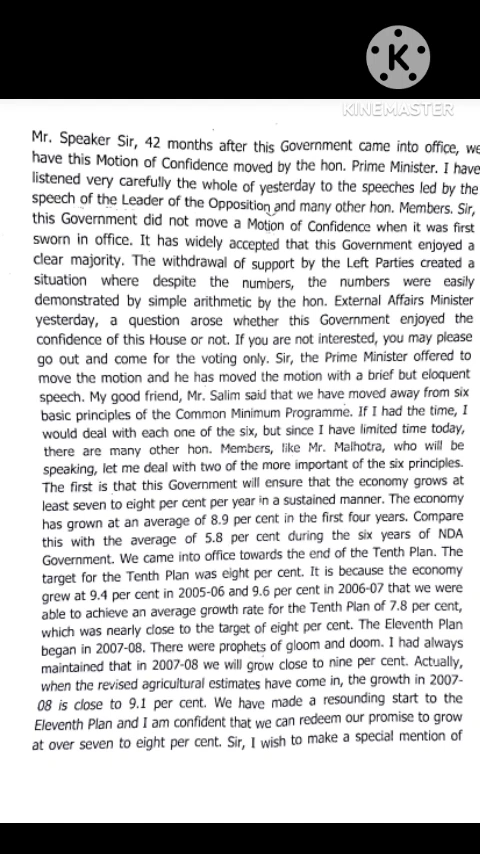 K
KINEMASTER
Mr. Speaker Sir, 42 months after this Government came into office, we
have this Motion of Confidence moved by the hon. Prime Minister. I have
listened very carefully the whole of yesterday to the speeches led by the
speech of the Leader of the Opposition and many other hon. Members. Sir,
this Government did not move a Motion of Confidence when it was first
sworn in office. It has widely accepted that this Government enjoyed a
clear majority. The withdrawal of support by the Left Parties created a
situation where despite the numbers, the numbers were easily
demonstrated by simple arithmetic by the hon. External Affairs Minister
yesterday, a question arose whether this Government enjoyed the
confidence of this House or not. If you are not interested, you may please
go out and come for the voting only. Sir, the Prime Minister offered to
move the motion and he has moved the motion with a brief but eloquent
speech. My good friend, Mr. Salim said that we have moved away from six
basic principles of the Common Minimum Programme. If I had the time, I
would deal with each one of the six, but since I have limited time today,
there are many other hon. Members, like Mr. Malhotra, who will be
speaking, let me deal with two of the more important of the six principles.
The first is that this Government will ensure that the economy grows at
least seven to eight per cent per year in a sustained manner. The economy
has grown at an average of 8.9 per cent in the first four years. Compare
this with the average of 5.8 per cent during the six years of NDA
Government. We came into office towards the end of the Tenth Plan. The
target for the Tenth Plan was eight per cent. It is because the economy
grew at 9.4 per cent in 2005-06 and 9.6 per cent in 2006-07 that we were
able to achieve an average growth rate for the Tenth Plan of 7.8 per cent,
which was nearly close to the target of eight per cent. The Eleventh Plan
began in 2007-08. There were prophets of gloom and doom. I had always
maintained that in 2007-08 we will grow close to nine per cent. Actually,
when the revised agricultural estimates have come in, the growth in 2007-
08 is close to 9.1 per cent. We have made a resounding start to the
Eleventh Plan and I am confident that we can redeem our promise to grow
at over seven to eight per cent. Sir, I wish to make a special mention of